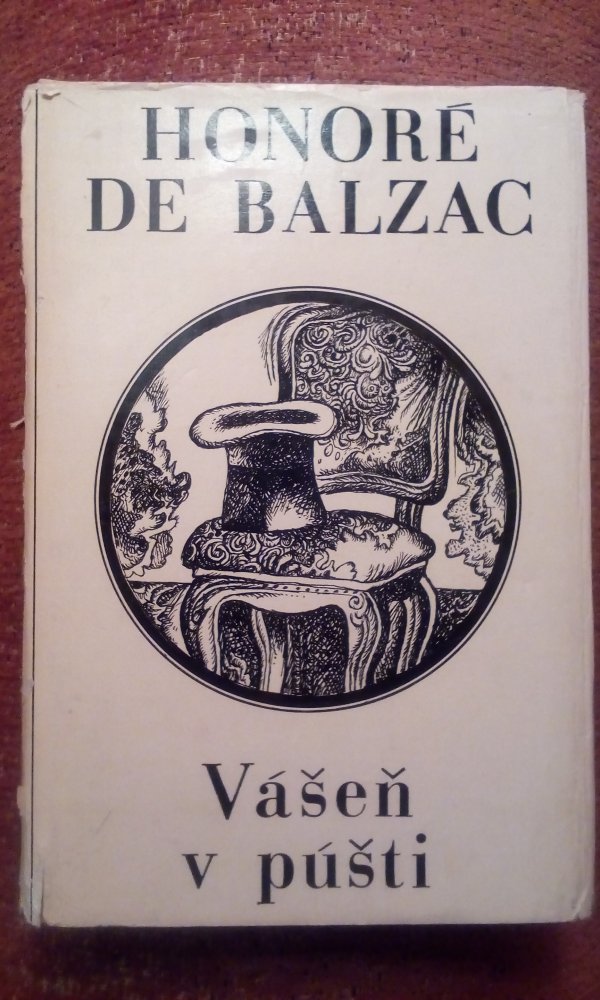 HONORÉ
DE BALZAC
Vášeň
v púšti